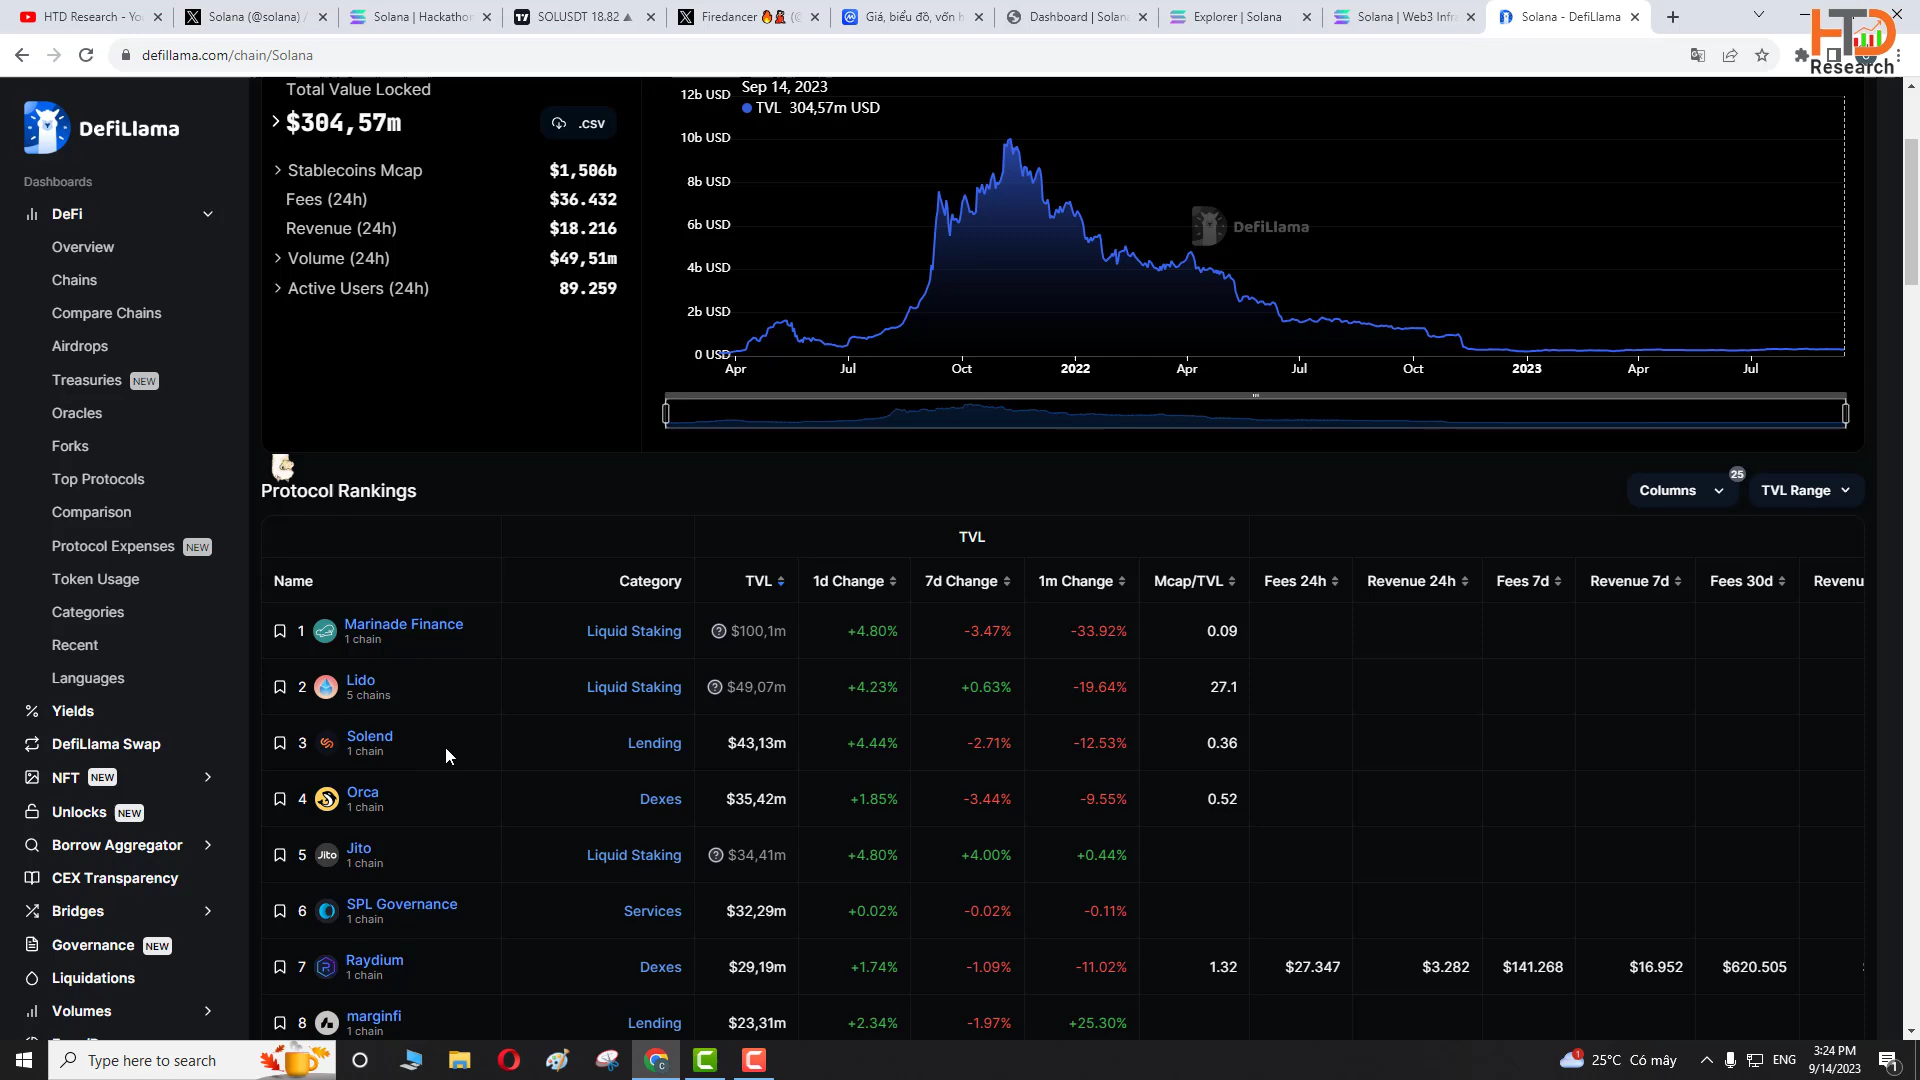 HTD Research - Yo
Solana (@solana) /
Solana | Hackathon
SOLUSDT 18.82
Firedancer
Giá, biểu đồ, vốn h
Dashboard | Solana
Explorer | Solana
Solana | Web3 Infra
Solana - DefiLlama
HTD
Research
defillama.com/chain/Solana
DefiLlama
Dashboards
DeFi
Overview
Chains
Compare Chains
Airdrops
Treasuries NEW
Oracles
Forks
Top Protocols
Comparison
Protocol Expenses NEW
Token Usage
Categories
Recent
Languages
Yields
DefiLlama Swap
NFT NEW
Unlocks NEW
Borrow Aggregator
CEX Transparency
Bridges
Governance NEW
Liquidations
Volumes
Total Value Locked
$304,57m
.csv
Stablecoins Mcap $1,506b
Fees (24h) $36.432
Revenue (24h) $18.216
Volume (24h) $49,51m
Active Users (24h) 89.259
Sep 14, 2023
TVL 304,57m USD
12b USD
10b USD
8b USD
6b USD
4b USD
2b USD
0 USD
DefiLlama
Apr Jul Oct 2022 Apr Jul Oct 2023 Apr Jul
Protocol Rankings
Columns 25
TVL Range
TVL
Name Category TVL 1d Change 7d Change 1m Change Mcap/TVL Fees 24h Revenue 24h Fees 7d Revenue 7d Fees 30d Revenu
1 Marinade Finance Liquid Staking $100,1m +4.80% -3.47% -33.92% 0.09
1 chain
2 Lido Liquid Staking $49,07m +4.23% +0.63% -19.64% 27.1
5 chains
3 Solend Lending $43,13m +4.44% -2.71% -12.53% 0.36
1 chain
4 Orca Dexes $35,42m +1.85% -3.44% -9.55% 0.52
1 chain
5 Jito Jito Liquid Staking $34,41m +4.80% +4.00% +0.44%
1 chain
6 SPL Governance Services $32,29m +0.02% -0.02% -0.11%
1 chain
7 Raydium Dexes $29,19m +1.74% -1.09% -11.02% 1.32 $27.347 $3.282 $141.268 $16.952 $620.505
1 chain
8 marginfi Lending $23,31m +2.34% -1.97% +25.30%
1 chain
Type here to search
1
25°C Có mây
ENG
3:24 PM
9/14/2023
1